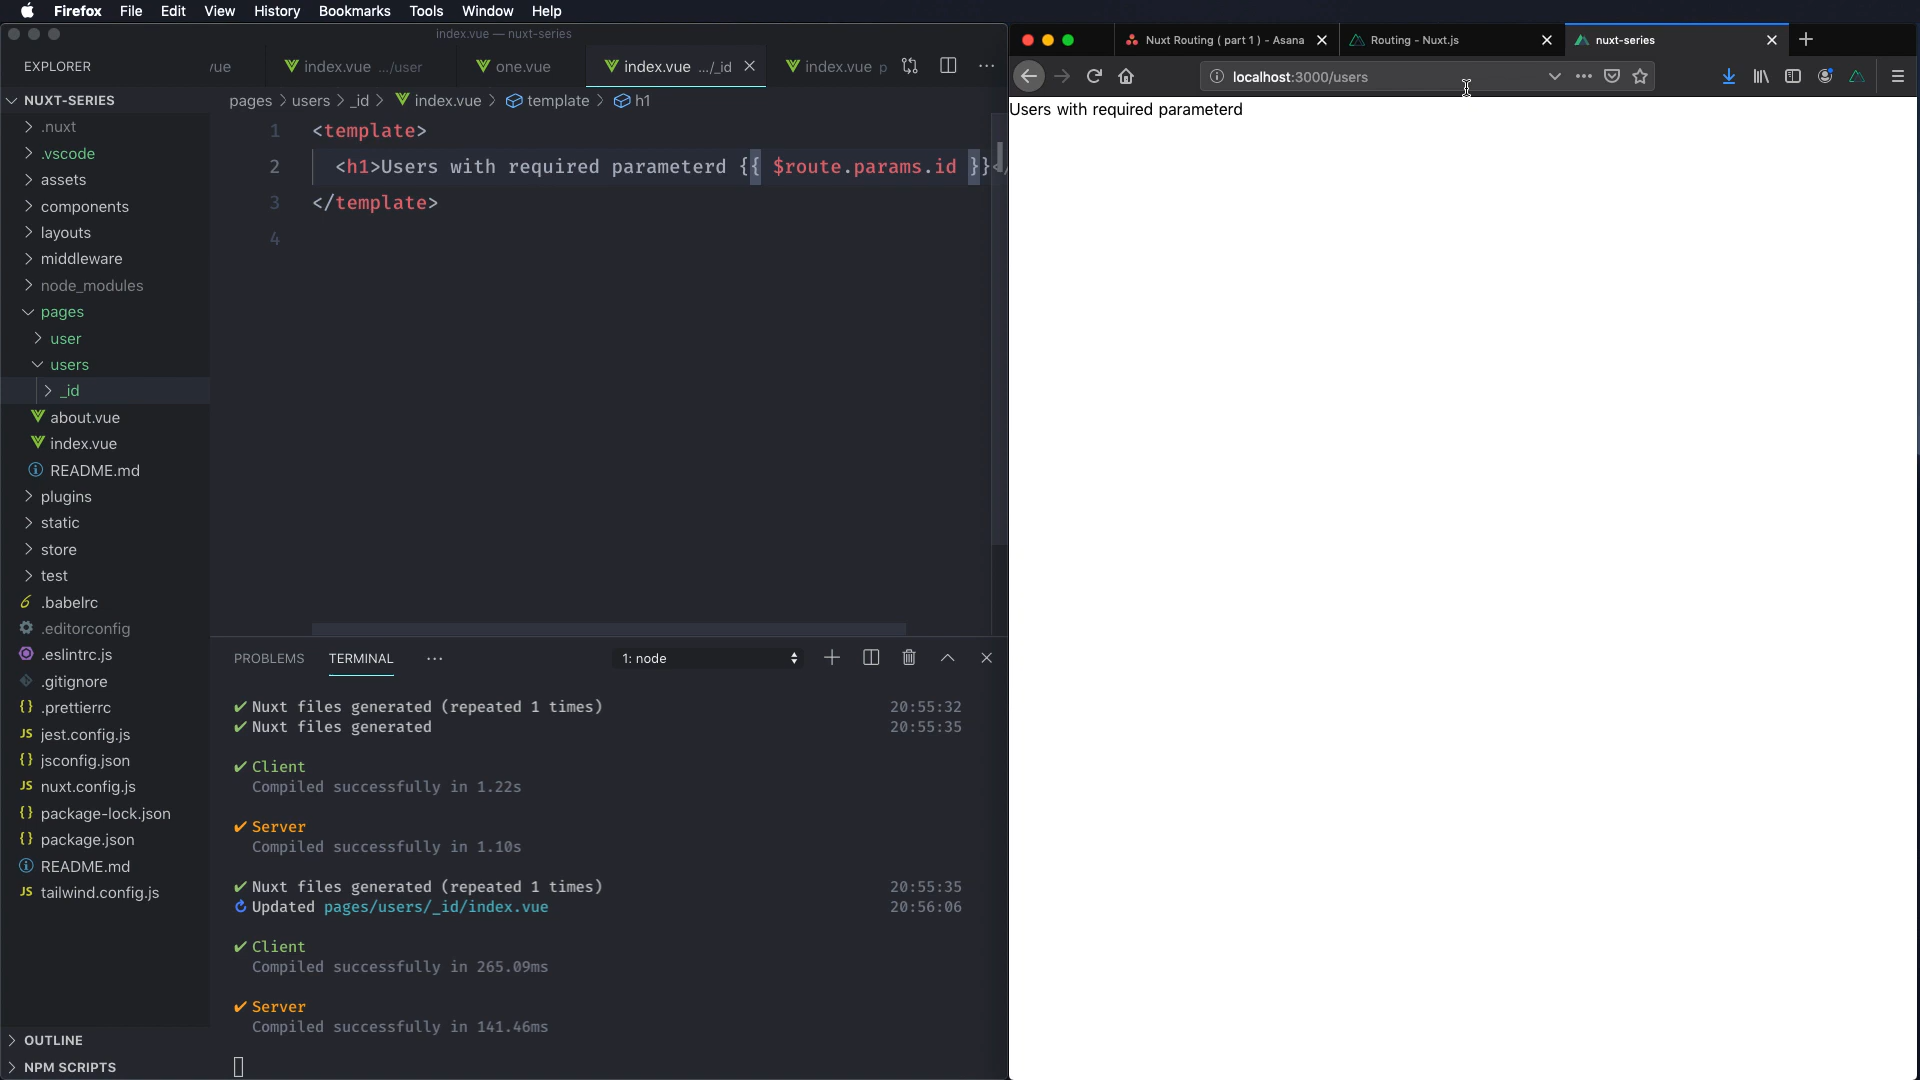 Firefox File Edit View History Bookmarks Tools Window Help
index.vue — nuxt-series
EXPLORER
NUXT-SERIES
.nuxt
.vscode
assets
components
layouts
middleware
node_modules
pages
user
users
_id
about.vue
index.vue
README.md
plugins
static
store
test
.babelrc
.editorconfig
.eslintrc.js
.gitignore
.prettierrc
jest.config.js
jsconfig.json
nuxt.config.js
package-lock.json
package.json
README.md
tailwind.config.js
OUTLINE
NPM SCRIPTS
index.vue .../user one.vue index.vue .../_id index.vue p
pages > users > _id > index.vue > template > h1
1 <template>
2 <h1>Users with required parameterd {{ $route.params.id }}</
3 </template>
4
PROBLEMS TERMINAL ··· 1: node
✔ Nuxt files generated (repeated 1 times) 20:55:32
✔ Nuxt files generated 20:55:35
✔ Client
Compiled successfully in 1.22s
✔ Server
Compiled successfully in 1.10s
✔ Nuxt files generated (repeated 1 times) 20:55:35
↻ Updated pages/users/_id/index.vue 20:56:06
✔ Client
Compiled successfully in 265.09ms
✔ Server
Compiled successfully in 141.46ms
Nuxt Routing ( part 1 ) - Asana Routing - Nuxt.js nuxt-series
localhost:3000/users
Users with required parameterd